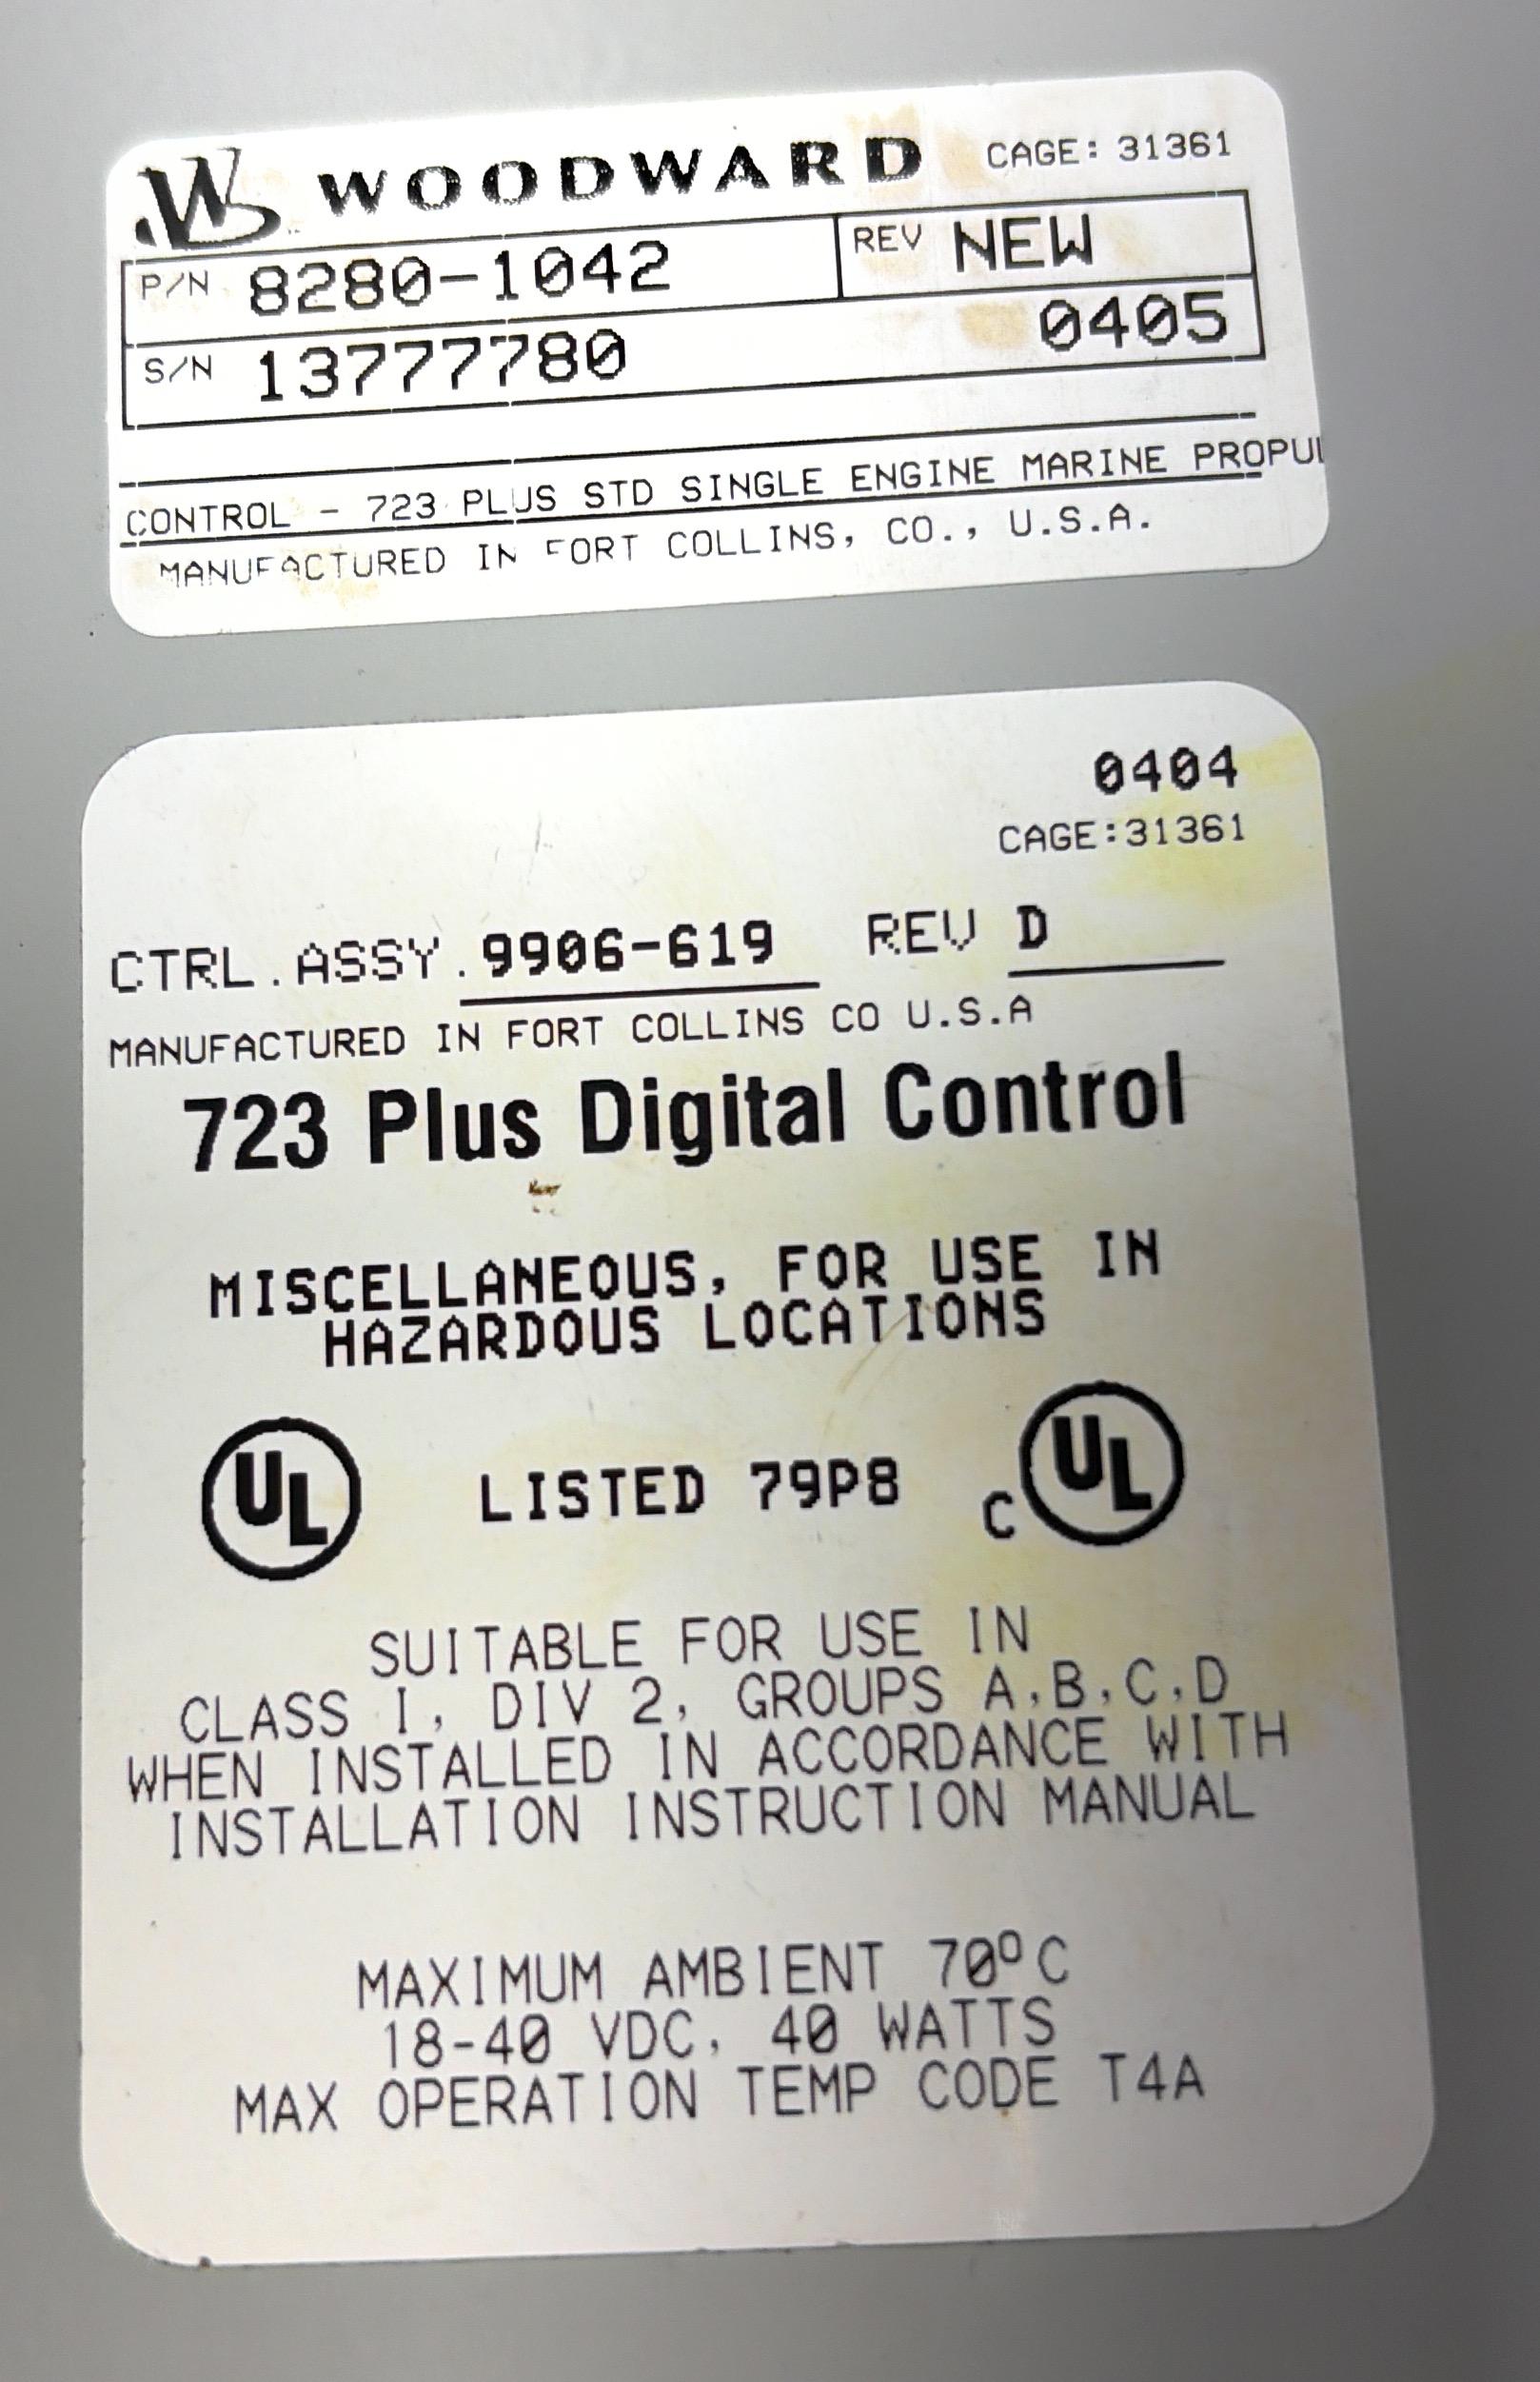 WOODWARD CAGE: 31361
P/N 8280-1042 REV NEW
S/N 13777780 0405
CONTROL - 723 PLUS STD SINGLE ENGINE MARINE PROPUL
MANUFACTURED IN FORT COLLINS, CO., U.S.A.
0404
CAGE:31361
CTRL.ASSY.9906-619 REV D
MANUFACTURED IN FORT COLLINS CO U.S.A
723 Plus Digital Control
MISCELLANEOUS, FOR USE IN
HAZARDOUS LOCATIONS
UL LISTED 79P8 C UL
SUITABLE FOR USE IN
CLASS I, DIV 2, GROUPS A,B,C,D
WHEN INSTALLED IN ACCORDANCE WITH
INSTALLATION INSTRUCTION MANUAL
MAXIMUM AMBIENT 70°C
18-40 VDC, 40 WATTS
MAX OPERATION TEMP CODE T4A